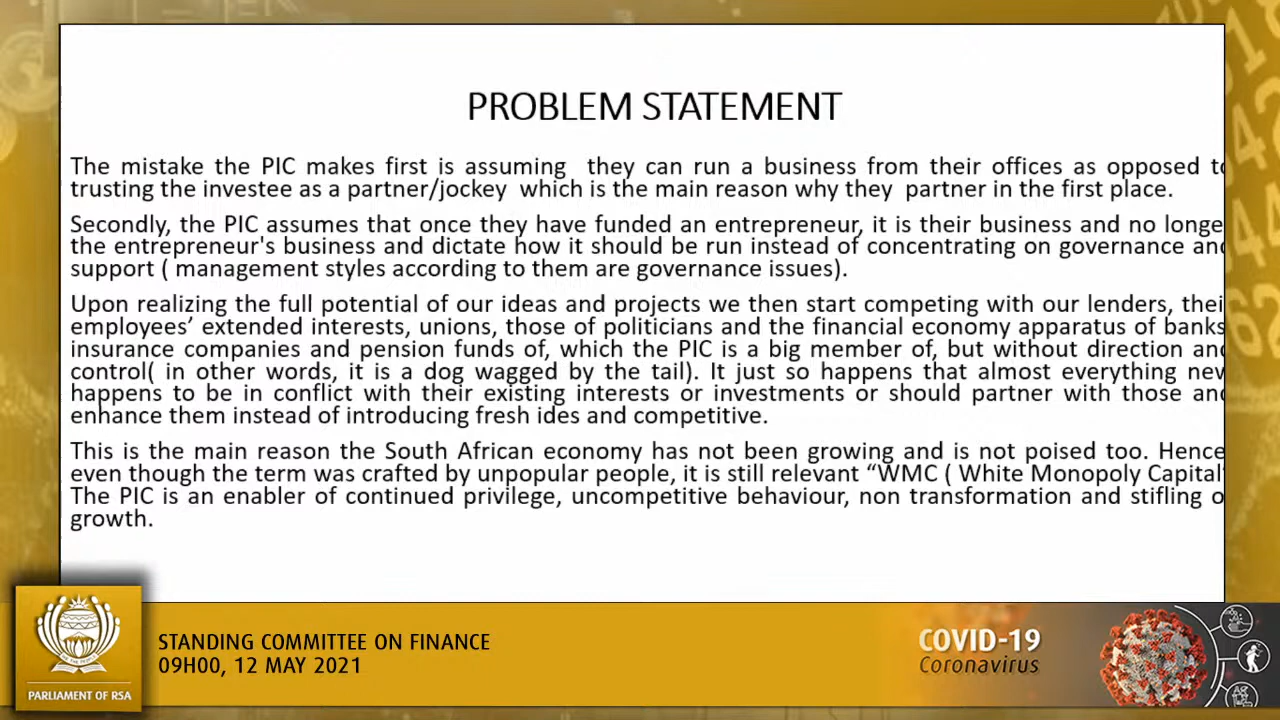 PROBLEM STATEMENT
The mistake the PIC makes first is assuming they can run a business from their offices as opposed to
trusting the investee as a partner/jockey which is the main reason why they partner in the first place.
Secondly, the PIC assumes that once they have funded an entrepreneur, it is their business and no longe
the entrepreneur's business and dictate how it should be run instead of concentrating on governance and
support ( management styles according to them are governance issues).
Upon realizing the full potential of our ideas and projects we then start competing with our lenders, thei
employees’ extended interests, unions, those of politicians and the financial economy apparatus of banks
insurance companies and pension funds of, which the PIC is a big member of, but without direction and
control( in other words, it is a dog wagged by the tail). It just so happens that almost everything new
happens to be in conflict with their existing interests or investments or should partner with those and
enhance them instead of introducing fresh ides and competitive.
This is the main reason the South African economy has not been growing and is not poised too. Hence
even though the term was crafted by unpopular people, it is still relevant “WMC ( White Monopoly Capital”
The PIC is an enabler of continued privilege, uncompetitive behaviour, non transformation and stifling o
growth.
PARLIAMENT OF RSA
STANDING COMMITTEE ON FINANCE
09H00, 12 MAY 2021
COVID-19
Coronavirus